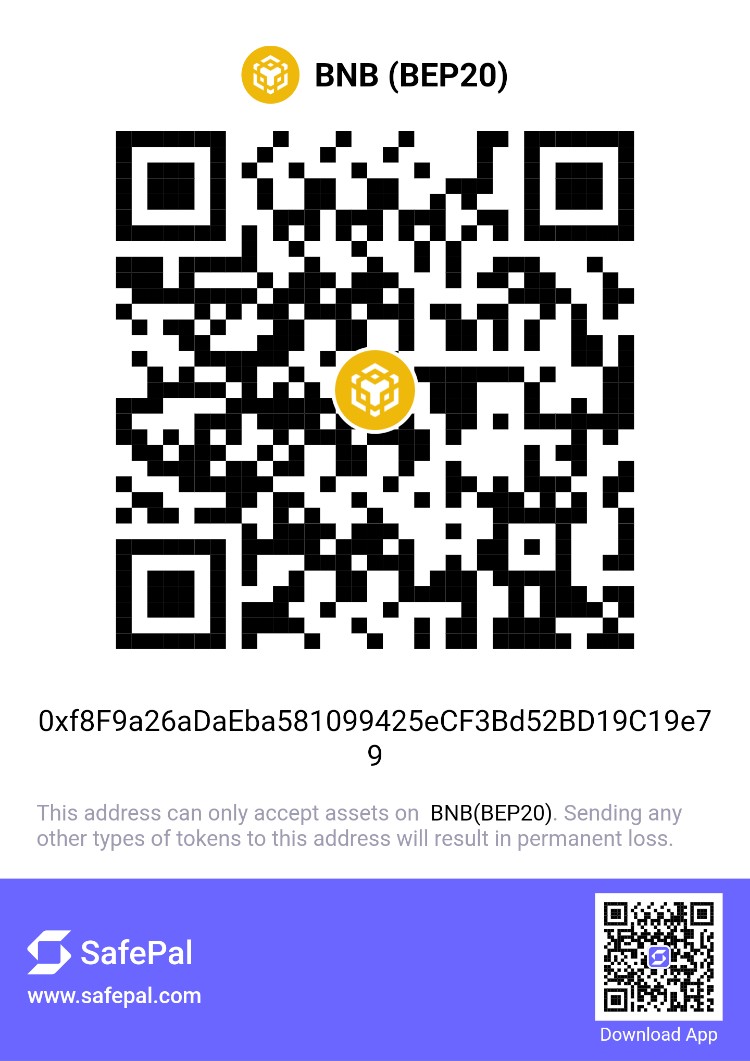 BNB (BEP20)
0xf8F9a26aDaEba581099425eCF3Bd52BD19C19e7
9
This address can only accept assets on BNB(BEP20). Sending any
other types of tokens to this address will result in permanent loss.
SafePal
www.safepal.com
Download App